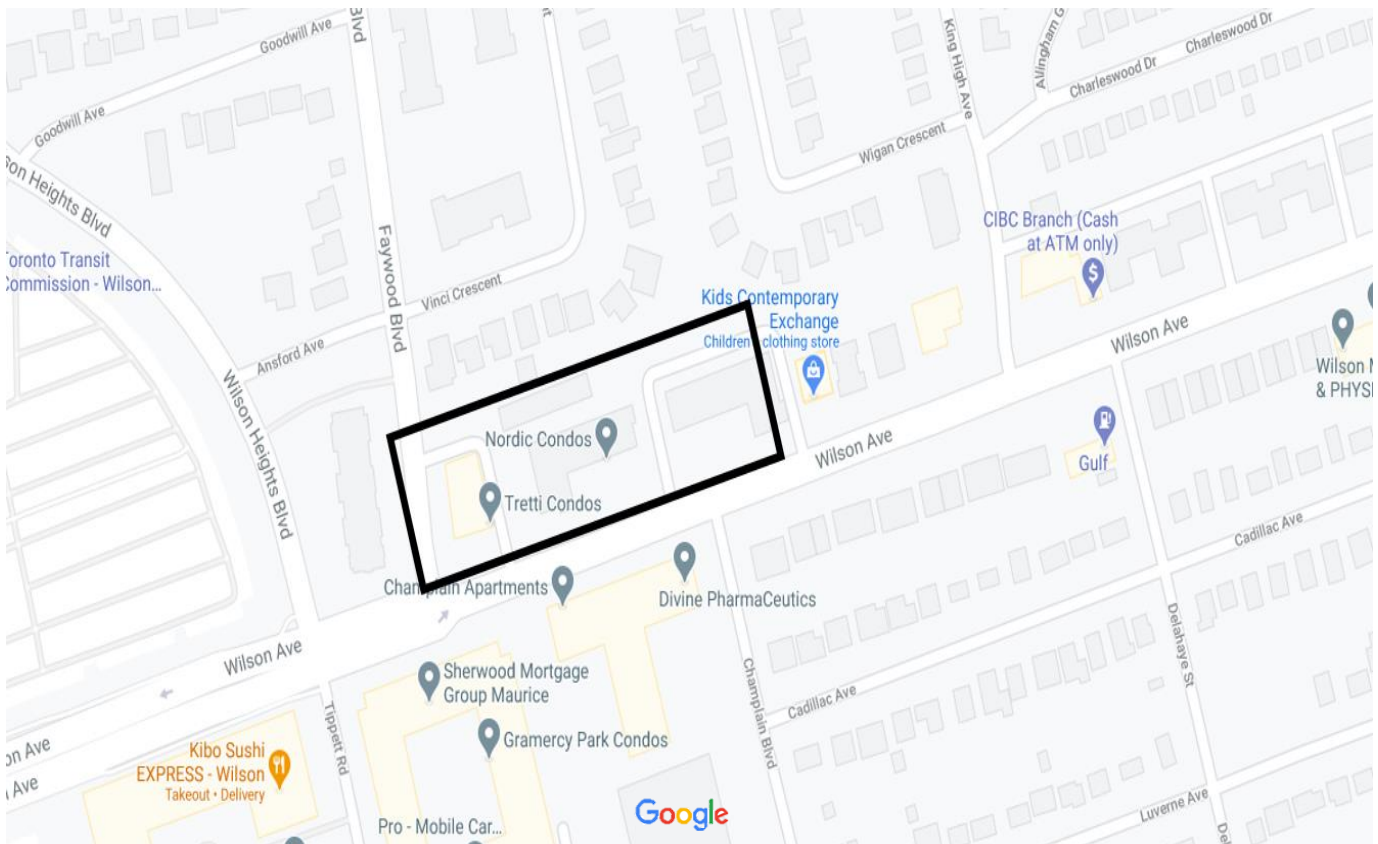 Goodwill Ave
Blvd
Charleswood Dr
Allingham G
King High Ave
Charleswood Dr
Goodwill Ave
Wigan Crescent
son Heights Blvd
CIBC Branch (Cash
at ATM only)
Faywood Blvd
Toronto Transit
Commission - Wilson...
Vinci Crescent
Kids Contemporary
Exchange
Children clothing store
Wilson Ave
Ansford Ave
Wilson Heights Blvd
Wilson
& PHYSI
Nordic Condos
Wilson Ave
Gulf
Tretti Condos
Cadillac Ave
Champlain Apartments
Divine PharmaCeutics
Delahaye St
Wilson Ave
Sherwood Mortgage
Group Maurice
Champlain Blvd
Cadillac Ave
Tippett Rd
Gramercy Park Condos
on Ave
Ave
Kibo Sushi
EXPRESS - Wilson
Takeout • Delivery
Google
Luverne Ave
Pro - Mobile Car...